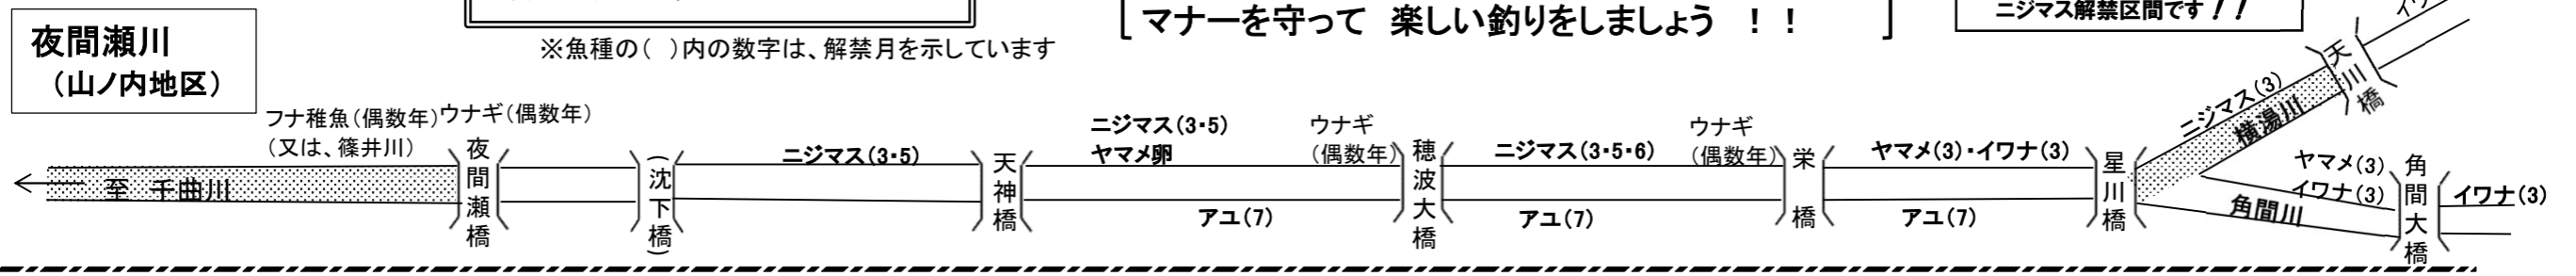 マナーを守って 楽しい釣りをしましょう ！！
ニジマス解禁区間です！！
夜間瀬川
（山ノ内地区）
※魚種の（ ）内の数字は、解禁月を示しています
フナ稚魚（偶数年）
（又は、篠井川）
ウナギ（偶数年）
至 千曲川
夜間瀬橋
（沈下橋）
ニジマス（3・5）
天神橋
ニジマス（3・5）
ヤマメ卵
アユ（7）
ウナギ
（偶数年）
穂波大橋
ニジマス（3・5・6）
アユ（7）
ウナギ
（偶数年）
栄橋
ヤマメ（3）・イワナ（3）
アユ（7）
星川橋
ニジマス（3）
横湯川
天川橋
ヤマメ（3）
イワナ（3）
角間川
角間大橋
イワナ（3）